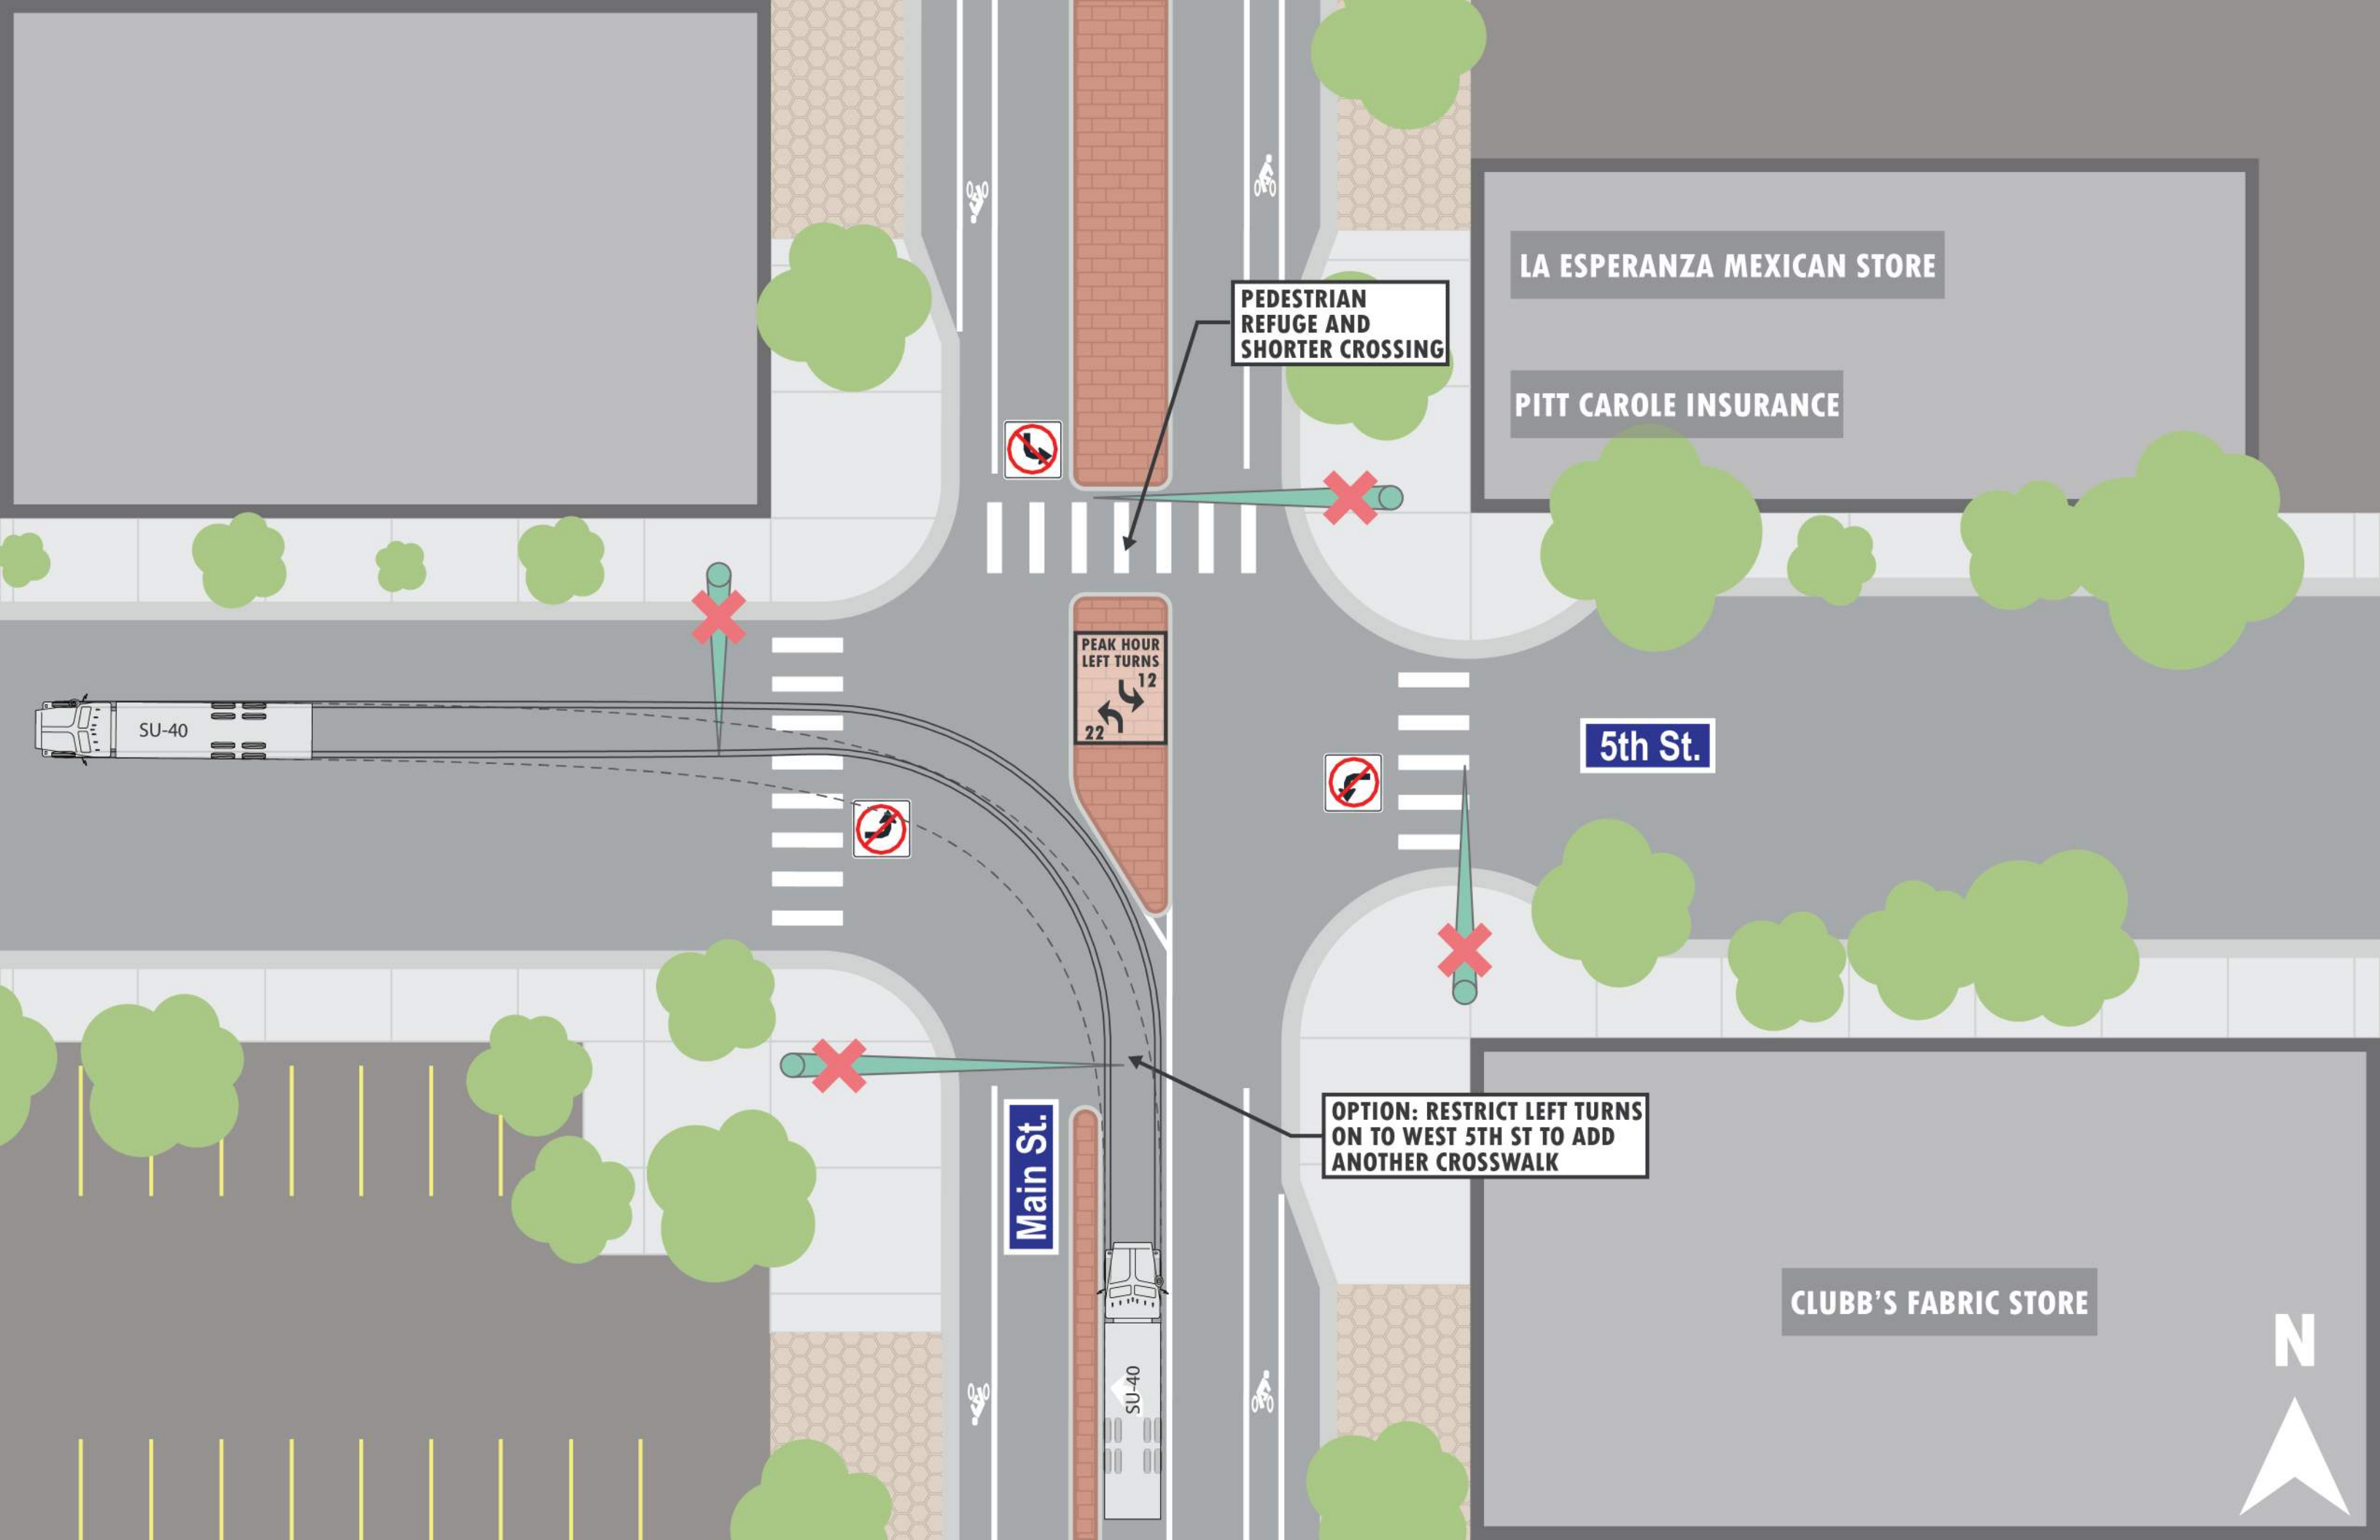 LA ESPERANZA MEXICAN STORE
PEDESTRIAN
REFUGE AND
SHORTER CROSSING
PITT CAROLE INSURANCE
PEAK HOUR
LEFT TURNS
12
22
SU-40
5th St.
OPTION: RESTRICT LEFT TURNS
ON TO WEST 5TH ST TO ADD
ANOTHER CROSSWALK
Main St.
CLUBB'S FABRIC STORE
SU-40
N